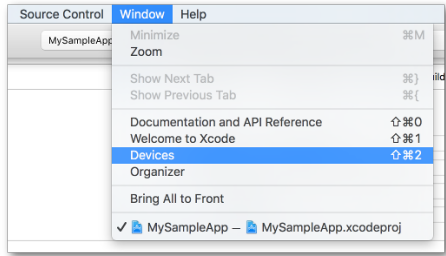 Source Control Window Help
MySampleApp
Minimize ⌘M
Zoom
Show Next Tab ⌘}
Show Previous Tab ⌘{
Documentation and API Reference ⇧⌘0
Welcome to Xcode ⇧⌘1
Devices ⇧⌘2
Organizer
Bring All to Front
✓ MySampleApp — MySampleApp.xcodeproj